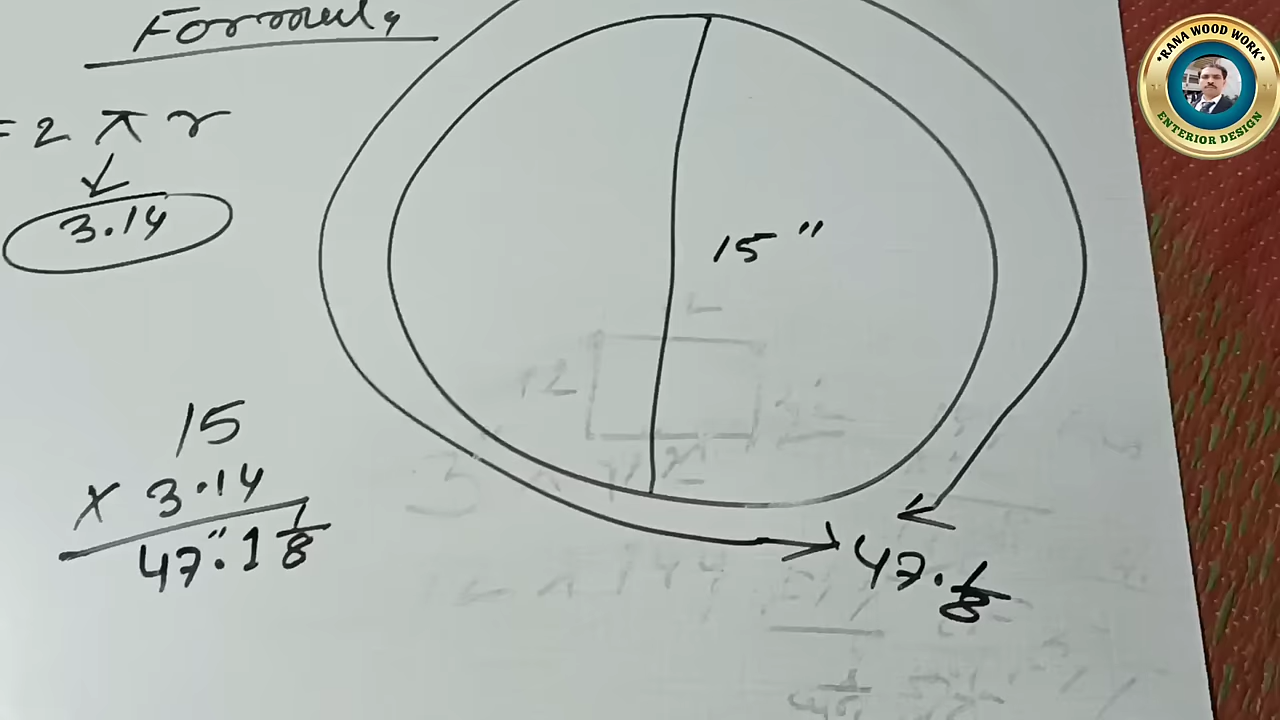 Formula
= 2 π r
3.14
15"
15
× 3.14
47".1 1/8
47. 1/8
"RANA WOOD WORK"
ENTERIOR DESIGN